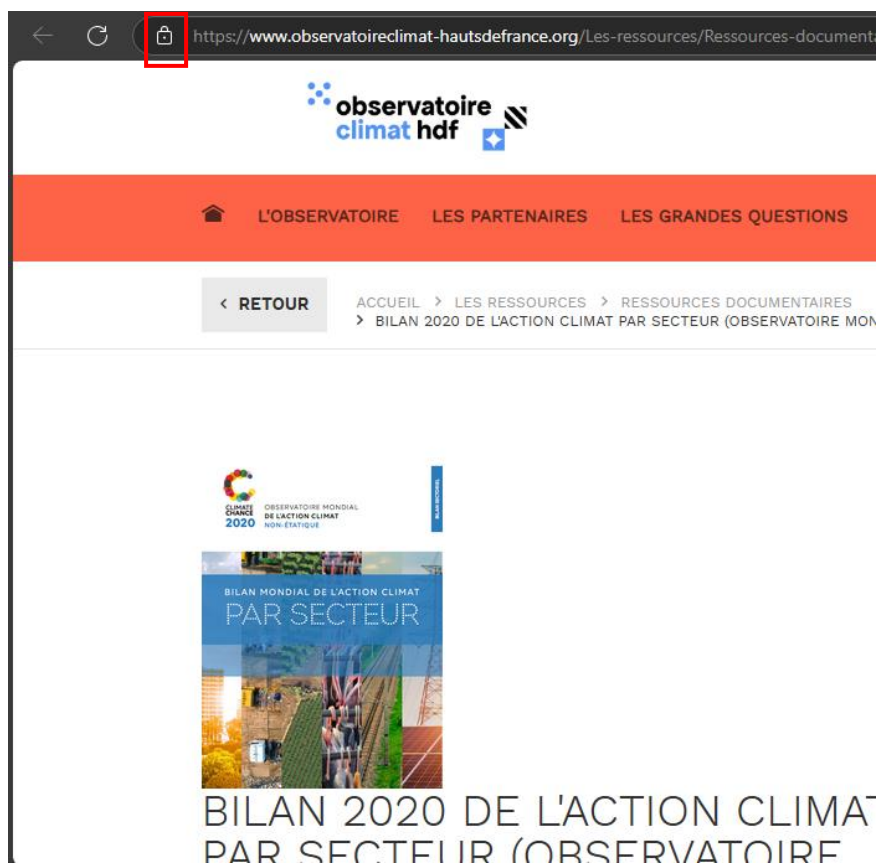 https://www.observatoireclimat-hautsdefrance.org/Les-ressources/Ressources-documenta
observatoire
climat hdf
L'OBSERVATOIRE LES PARTENAIRES LES GRANDES QUESTIONS
< RETOUR
ACCUEIL > LES RESSOURCES > RESSOURCES DOCUMENTAIRES
> BILAN 2020 DE L'ACTION CLIMAT PAR SECTEUR (OBSERVATOIRE MON
CLIMATE
CHANCE
2020
OBSERVATOIRE MONDIAL
DE L'ACTION CLIMAT
NON-ÉTATIQUE
BILAN SECTORIEL
BILAN MONDIAL DE L'ACTION CLIMAT
PAR SECTEUR
BILAN 2020 DE L'ACTION CLIMAT
PAR SECTEUR (OBSERVATOIRE